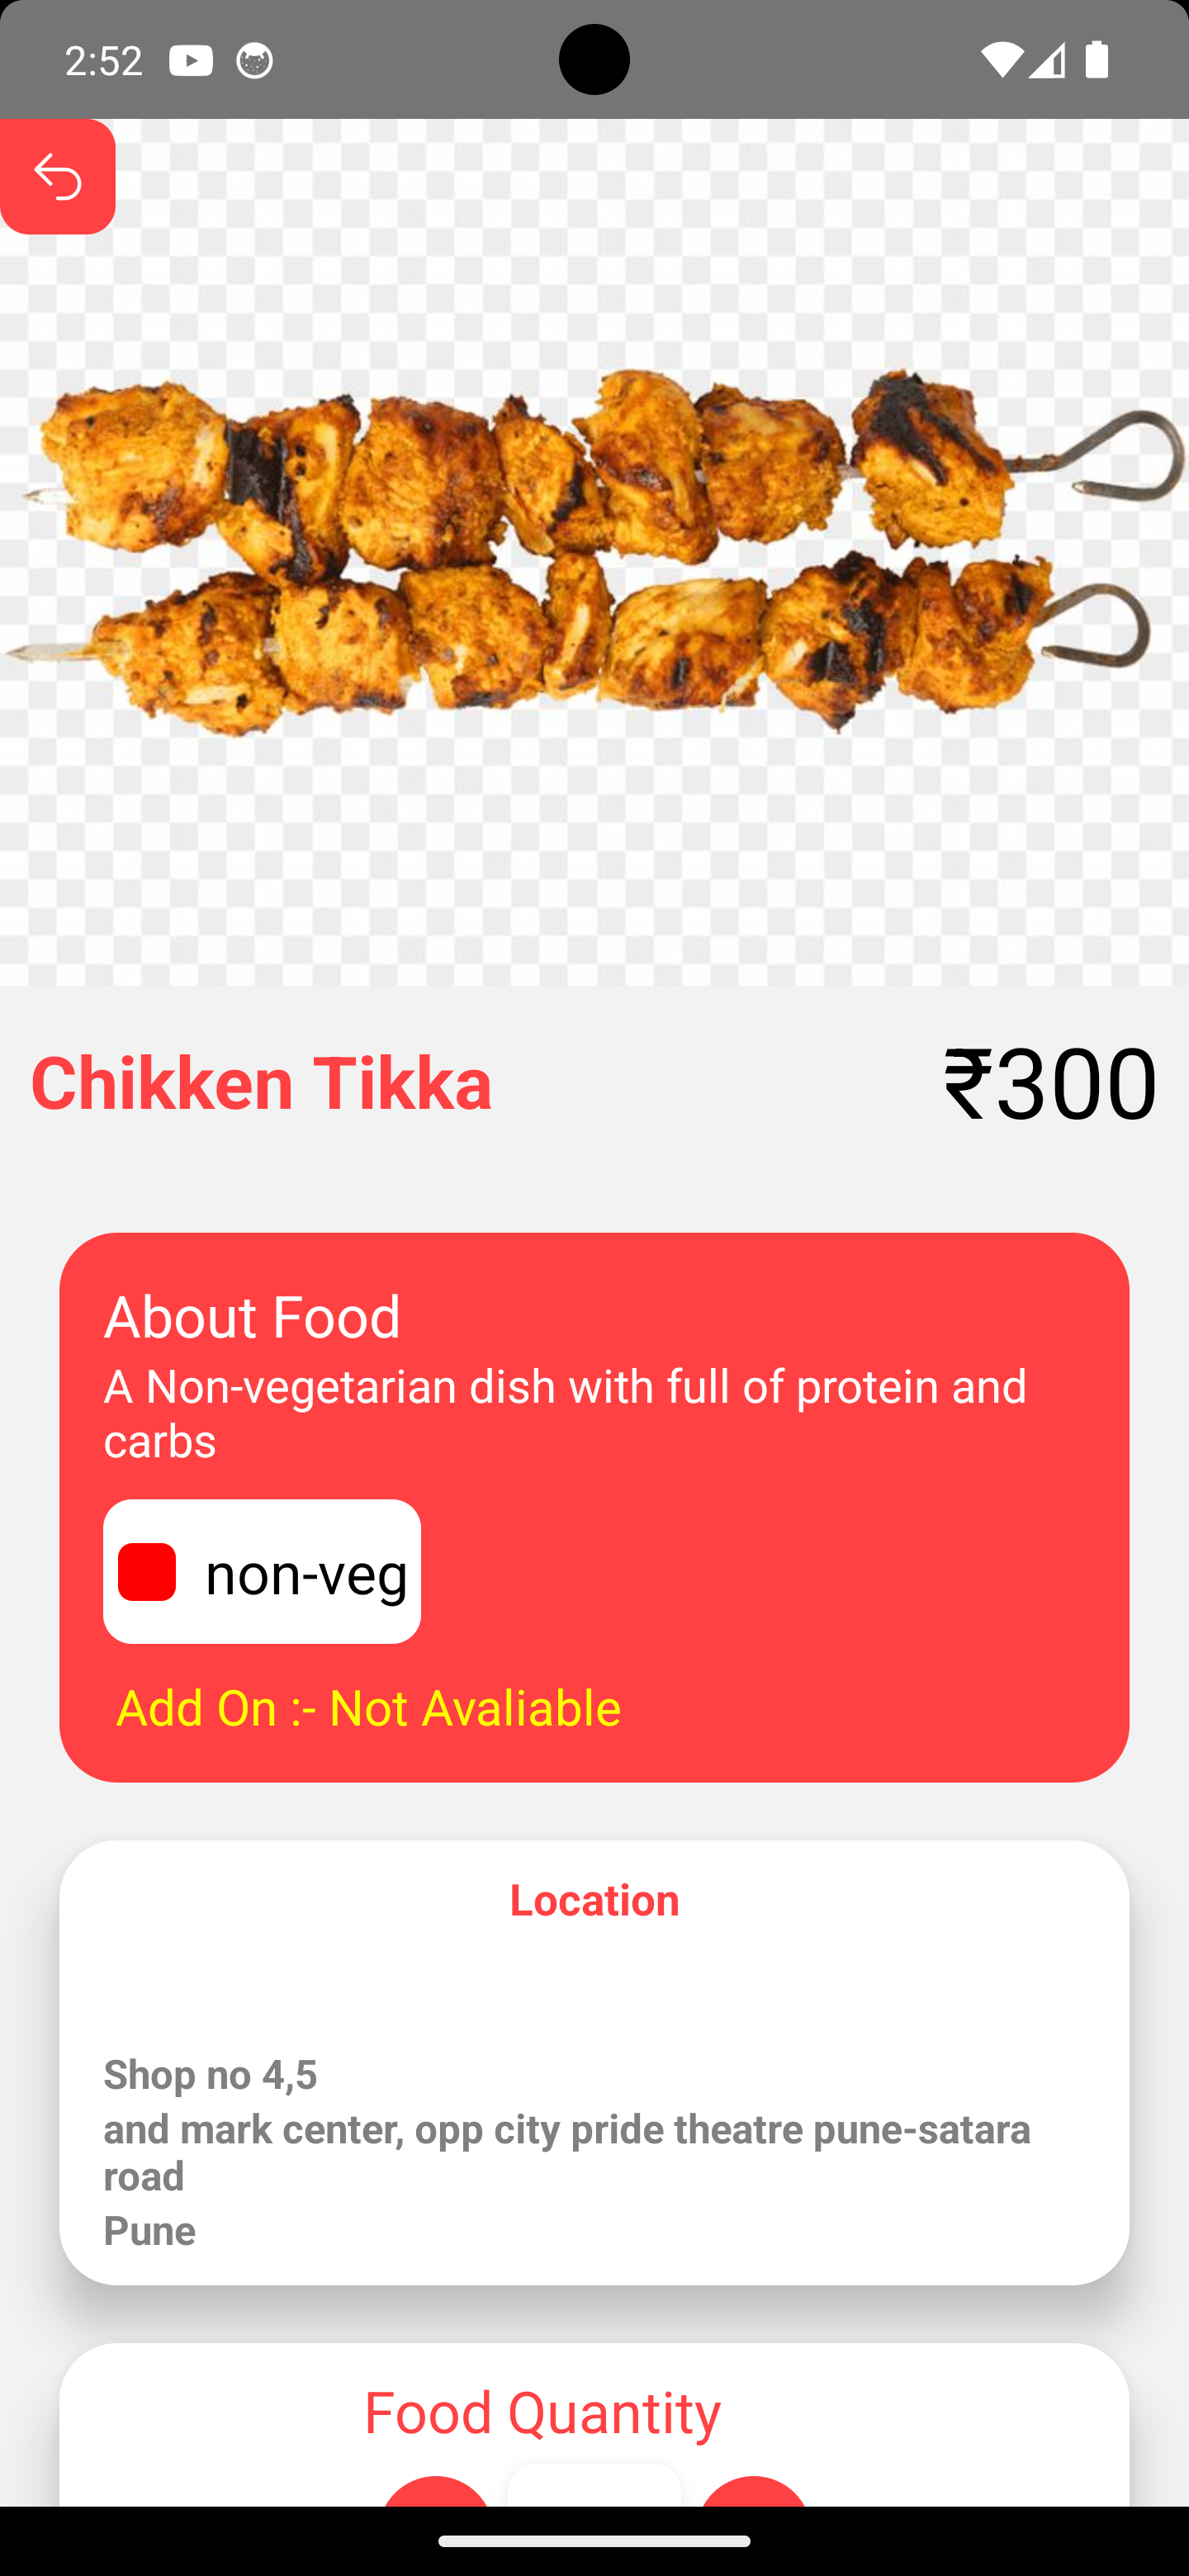 2:52
Chikken Tikka
₹300
About Food
A Non-vegetarian dish with full of protein and
carbs
non-veg
Add On :- Not Avaliable
Location
Shop no 4,5
and mark center, opp city pride theatre pune-satara
road
Pune
Food Quantity